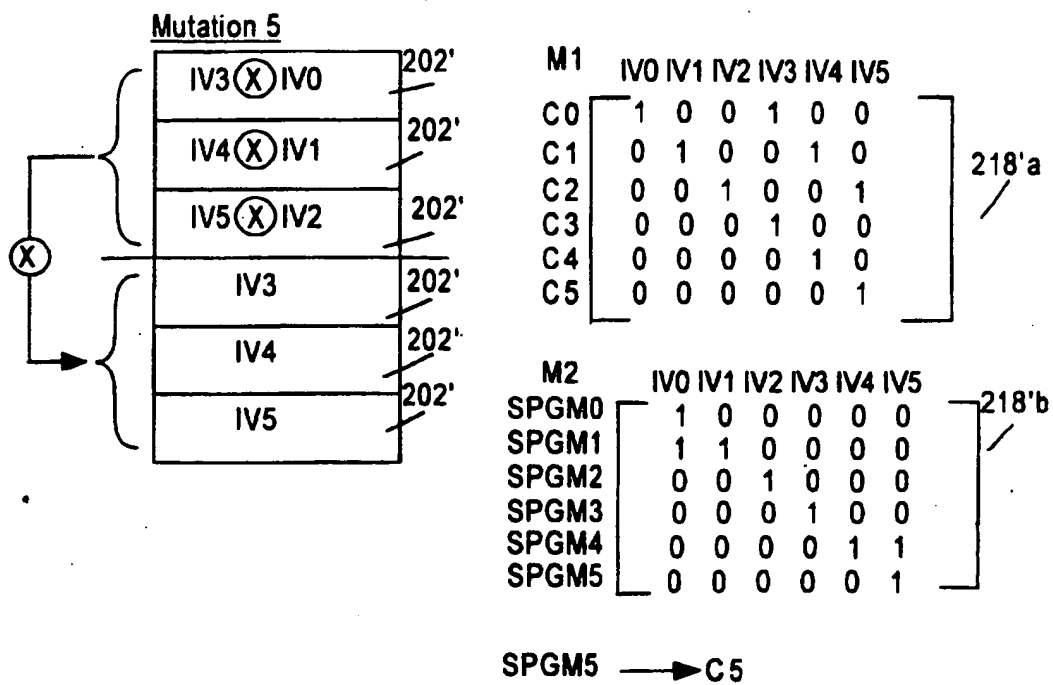 Mutation 5
IV3 Ⓧ IV0 202'
IV4 Ⓧ IV1 202'
IV5 Ⓧ IV2 202'
Ⓧ
IV3 202'
IV4 202'
IV5 202'
M1 IV0 IV1 IV2 IV3 IV4 IV5
C0 1 0 0 1 0 0
C1 0 1 0 0 1 0
C2 0 0 1 0 0 1
C3 0 0 0 1 0 0
C4 0 0 0 0 1 0
C5 0 0 0 0 0 1
218'a
M2 IV0 IV1 IV2 IV3 IV4 IV5
SPGM0 1 0 0 0 0 0
SPGM1 1 1 0 0 0 0
SPGM2 0 0 1 0 0 0
SPGM3 0 0 0 1 0 0
SPGM4 0 0 0 0 1 1
SPGM5 0 0 0 0 0 1
218'b
SPGM5 → C5